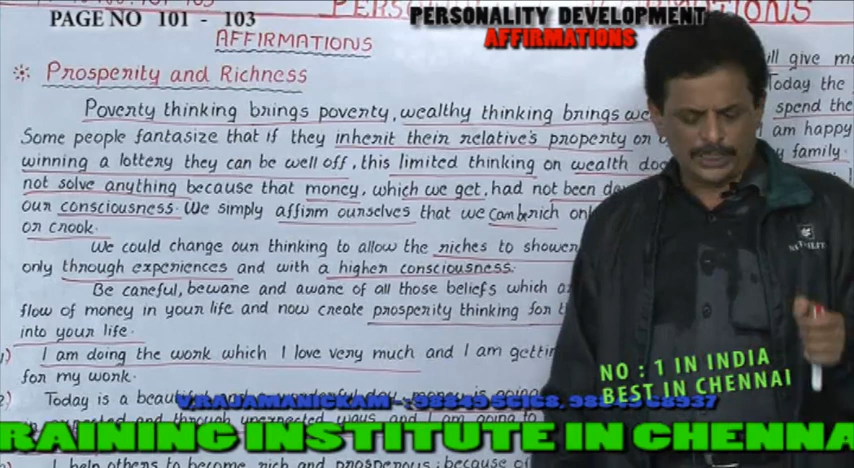 PAGE NO 101 - 103
PERSONALITY DEVELOPMENT
AFFIRMATIONS
AFFIRMATIONS
Prosperity and Richness
Poverty thinking brings poverty, wealthy thinking brings
Some people fantasize that if they inherit their relative's property or
winning a lottery they can be well off, this limited thinking on wealth
not solve anything because that money, which we get, had not been
our consciousness. We simply affirm ourselves that we can be rich
or crook.
We could change our thinking to allow the riches to shower
only through experiences and with a higher consciousness.
Be careful, beware and aware of all those beliefs which
flow of money in your life and now create prosperity thinking for
into your life.
1) I am doing the work which I love very much and I am getting
for my work.
2) Today is a
and through unexpected ways and I am going to
I help others to become rich and prosperous; because of
will give me
Today the
spend the
am happy
family.
NO : 1 IN INDIA
BEST IN CHENNAI
V.RAJAMANICKAM -
RAINING INSTITUTE IN CHENNA